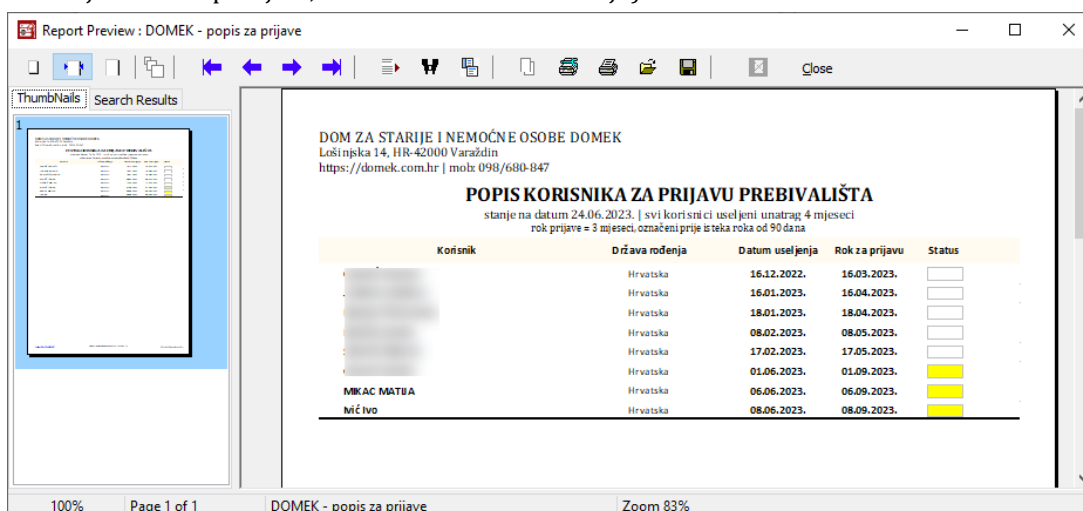 Report Preview : DOMEK - popis za prijave
Close
ThumbNails Search Results
1
DOM ZA STARIJE I NEMOĆNE OSOBE DOMEK
Lošinjska 14, HR-42000 Varaždin
https://domek.com.hr | mob: 098/680-847
POPIS KORISNIKA ZA PRIJAVU PREBIVALIŠTA
stanje na datum 24.06.2023. | svi korisnici useljeni unatrag 4 mjeseci
rok prijave = 3 mjeseci, označeni prije isteka roka od 90 dana
Korisnik Država rođenja Datum useljenja Rok za prijavu Status
Hrvatska 16.12.2022. 16.03.2023.
Hrvatska 16.01.2023. 16.04.2023.
Hrvatska 18.01.2023. 18.04.2023.
Hrvatska 08.02.2023. 08.05.2023.
Hrvatska 17.02.2023. 17.05.2023.
Hrvatska 01.06.2023. 01.09.2023.
MIKAC MATIJA Hrvatska 06.06.2023. 06.09.2023.
Ivić Ivo Hrvatska 08.06.2023. 08.09.2023.
100% Page 1 of 1 DOMEK - popis za prijave Zoom 83%